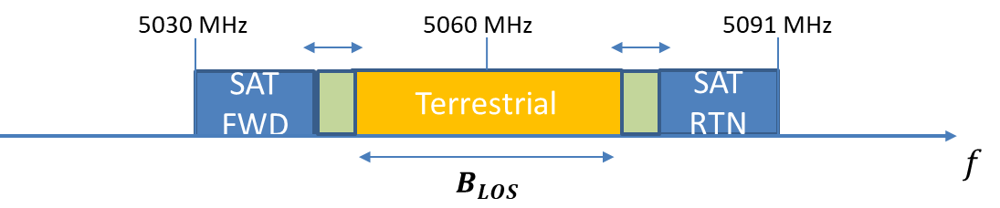 5030 MHz
5060 MHz
5091 MHz
SAT
FWD
Terrestrial
SAT
RTN
B_LOS
f